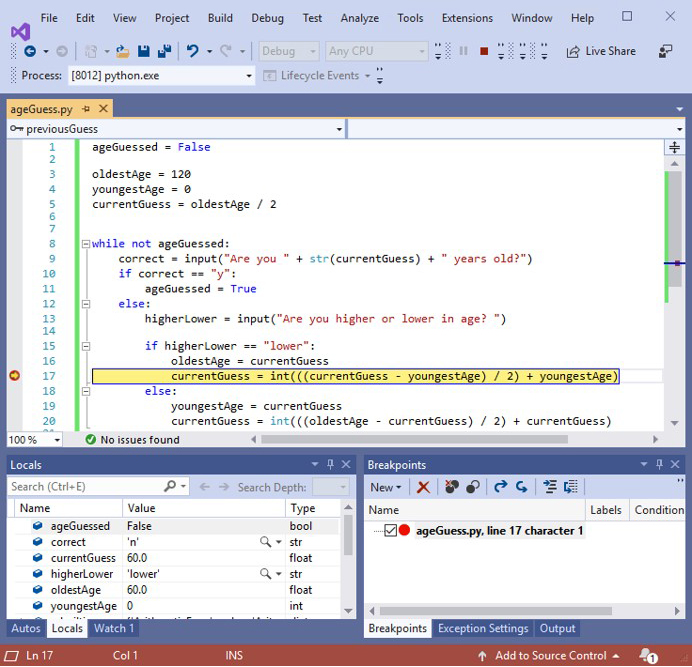 File Edit View Project Build Debug Test Analyze Tools Extensions Window Help
Debug Any CPU Live Share
Process: [8012] python.exe Lifecycle Events
ageGuess.py
previousGuess
1 ageGuessed = False
2
3 oldestAge = 120
4 youngestAge = 0
5 currentGuess = oldestAge / 2
6
7
8 while not ageGuessed:
9 correct = input("Are you " + str(currentGuess) + " years old?")
10 if correct == "y":
11 ageGuessed = True
12 else:
13 higherLower = input("Are you higher or lower in age? ")
14
15 if higherLower == "lower":
16 oldestAge = currentGuess
17 currentGuess = int(((currentGuess - youngestAge) / 2) + youngestAge)
18 else:
19 youngestAge = currentGuess
20 currentGuess = int(((oldestAge - currentGuess) / 2) + currentGuess)
100 % No issues found
Locals
Search (Ctrl+E) Search Depth:
Name Value Type
ageGuessed False bool
correct 'n' str
currentGuess 60.0 float
higherLower 'lower' str
oldestAge 60.0 float
youngestAge 0 int
Autos Locals Watch 1
Breakpoints
New
Name Labels Condition
ageGuess.py, line 17 character 1
Breakpoints Exception Settings Output
Ln 17 Col 1 INS Add to Source Control 1